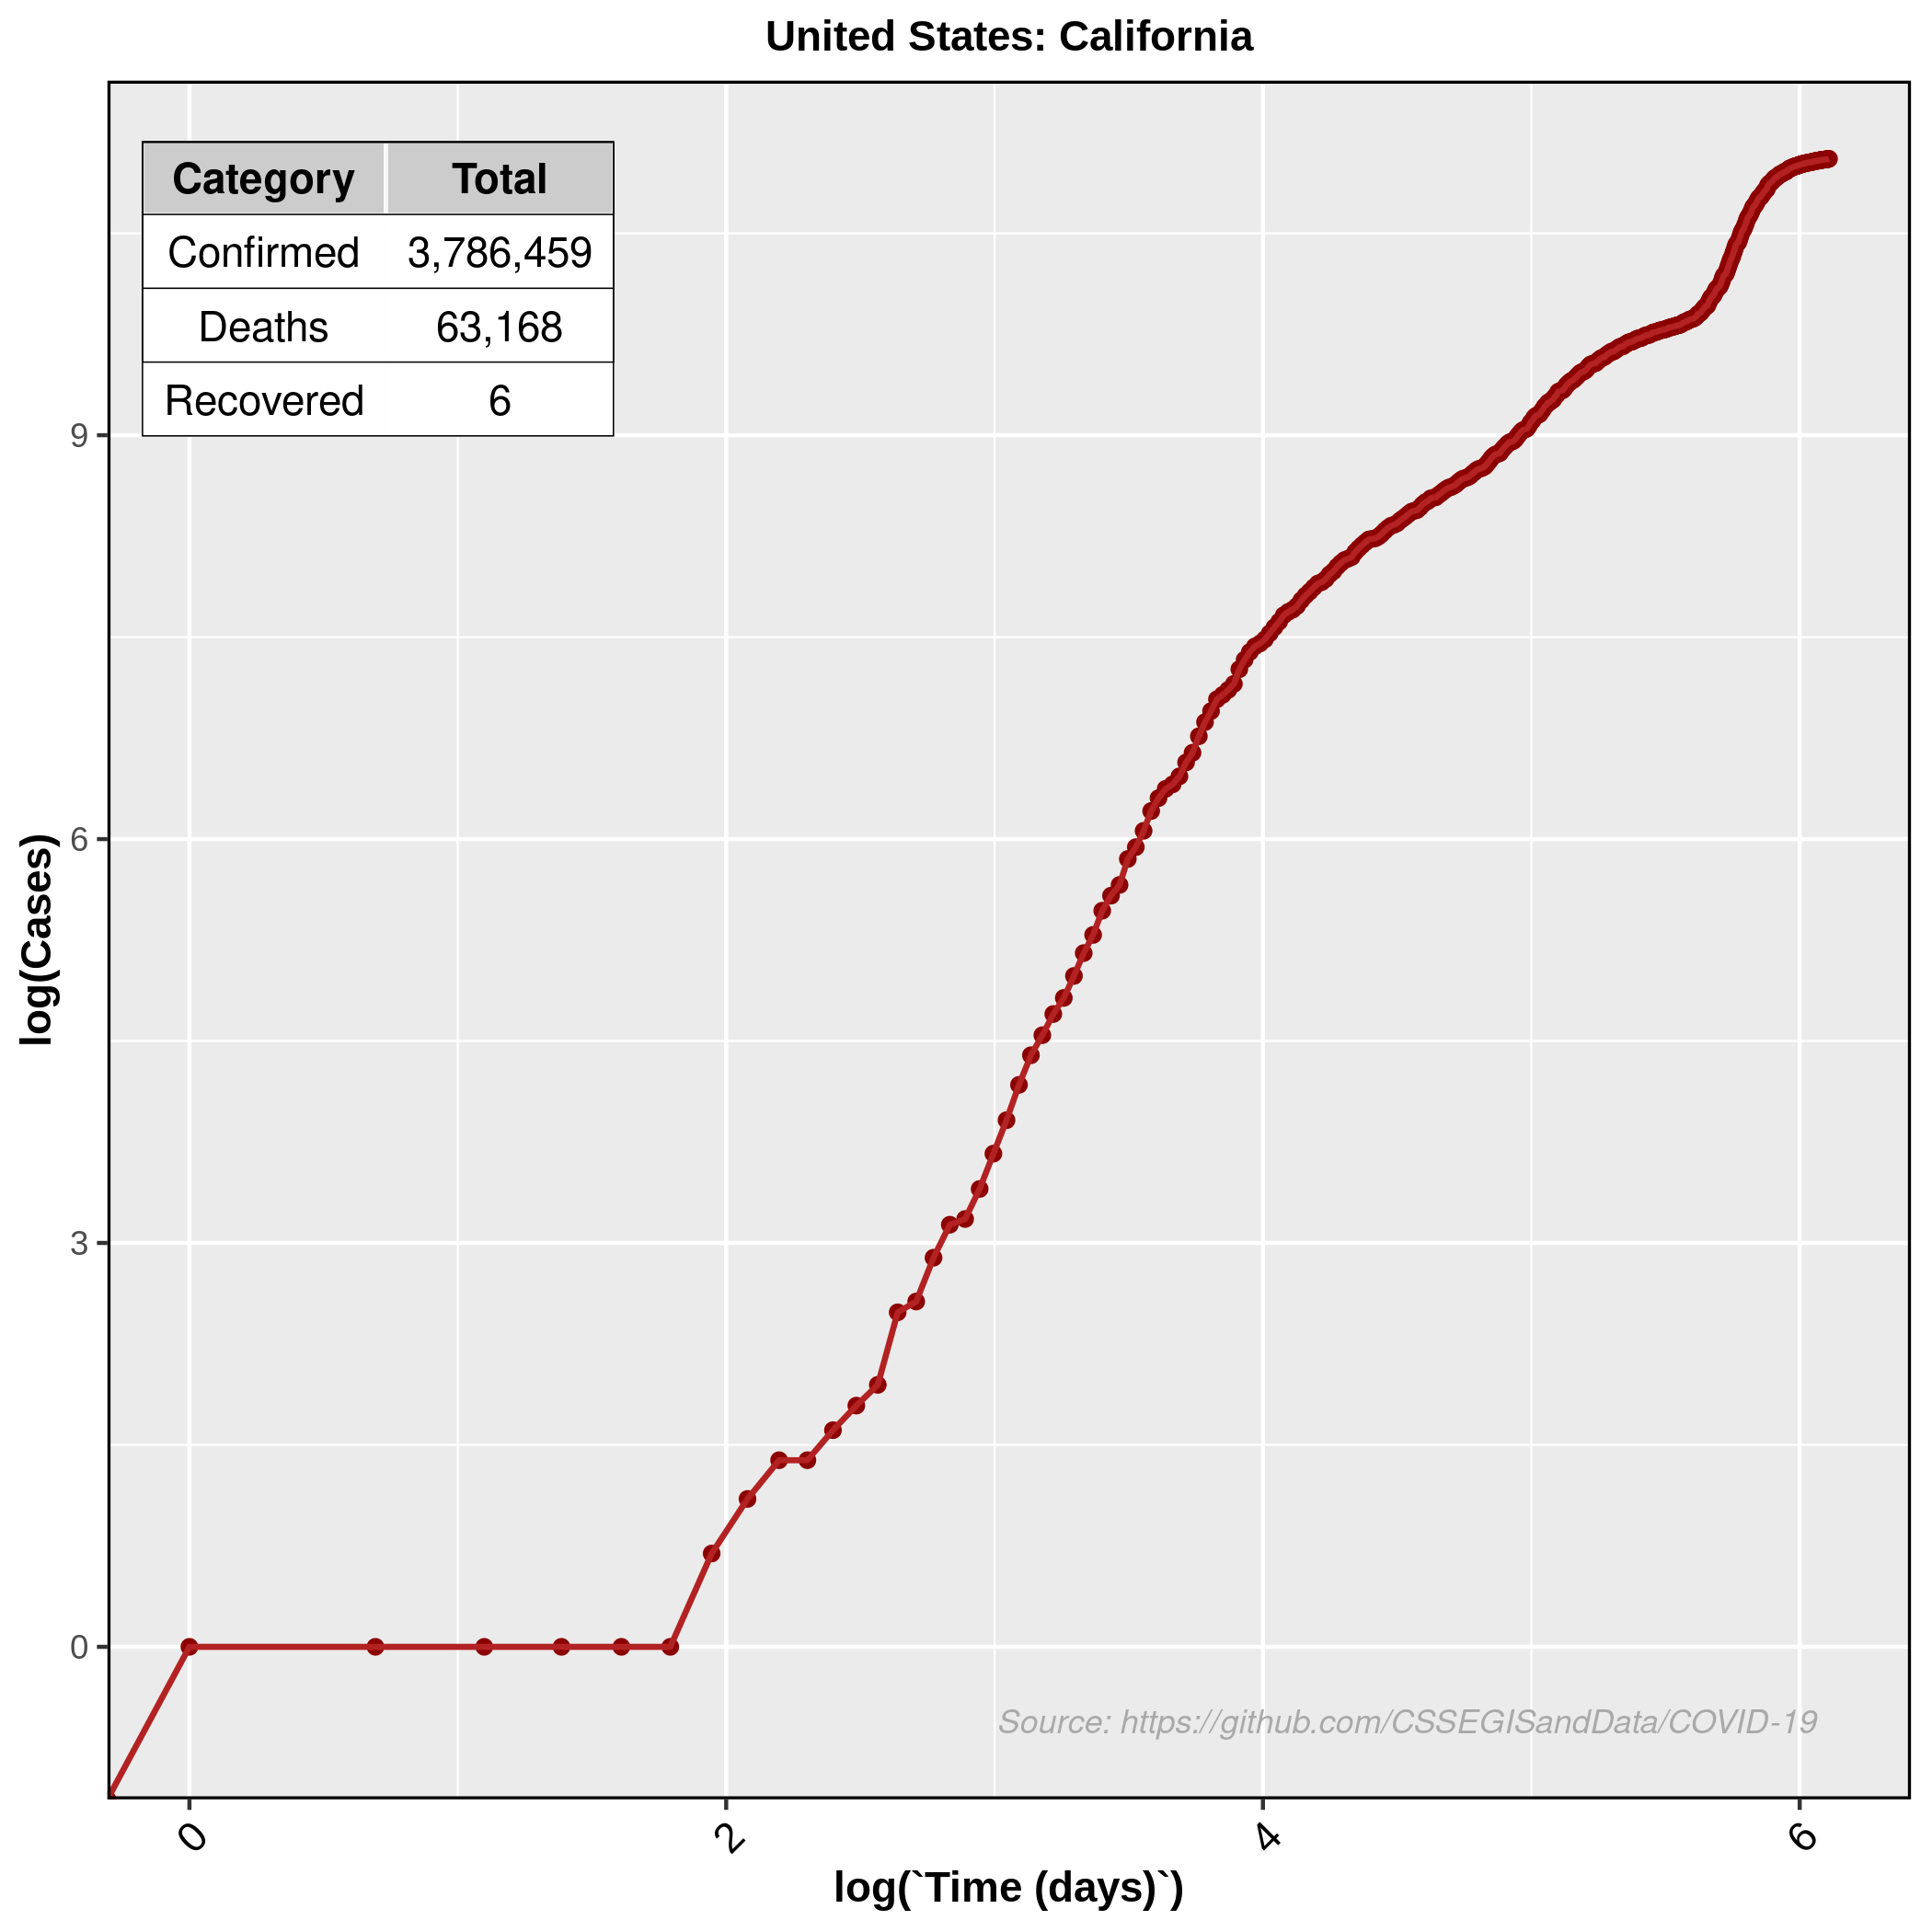 United States: California
Category Total
Confirmed 3,786,459
Deaths 63,168
Recovered 6
9
6
3
0
log(Cases)
Source: https://github.com/CSSEGISandData/COVID-19
0 2 4 6
log(`Time (days)`)